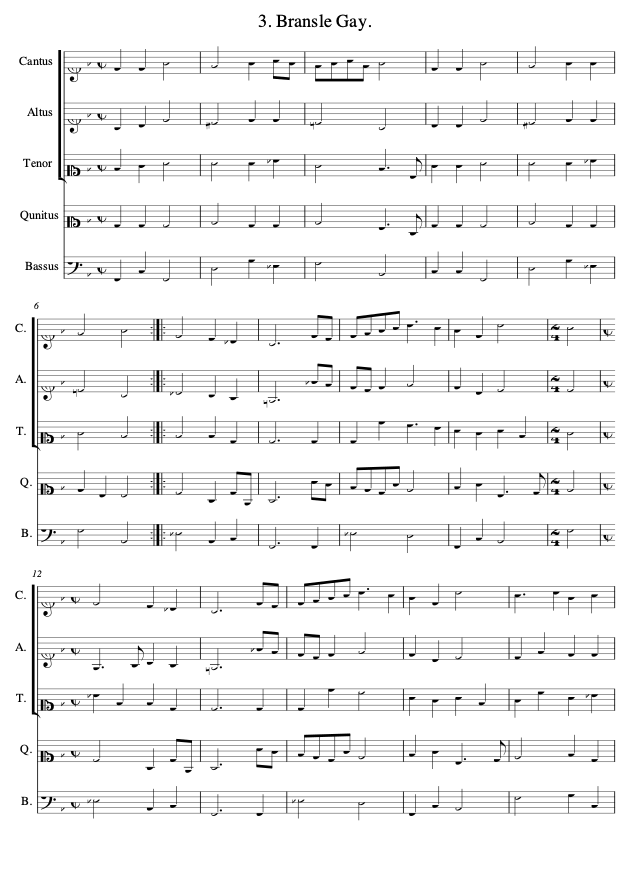 3. Bransle Gay.
Cantus
Altus
Tenor
Qunitus
Bassus
6
C.
A.
T.
Q.
B.
12
C.
A.
T.
Q.
B.